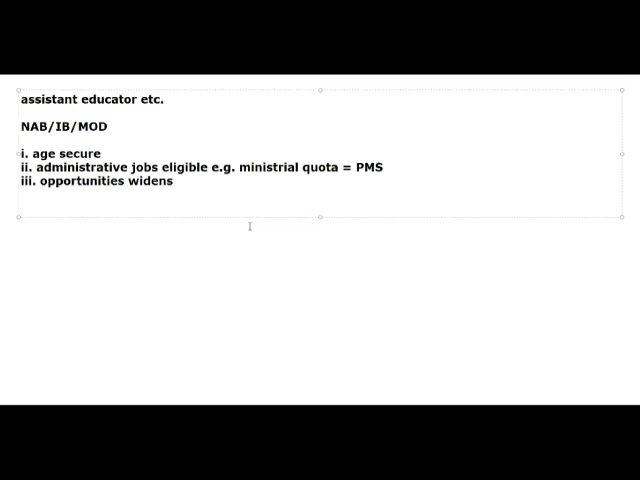 assistant educator etc.
NAB/IB/MOD
i. age secure
ii. administrative jobs eligible e.g. ministrial quota = PMS
iii. opportunities widens